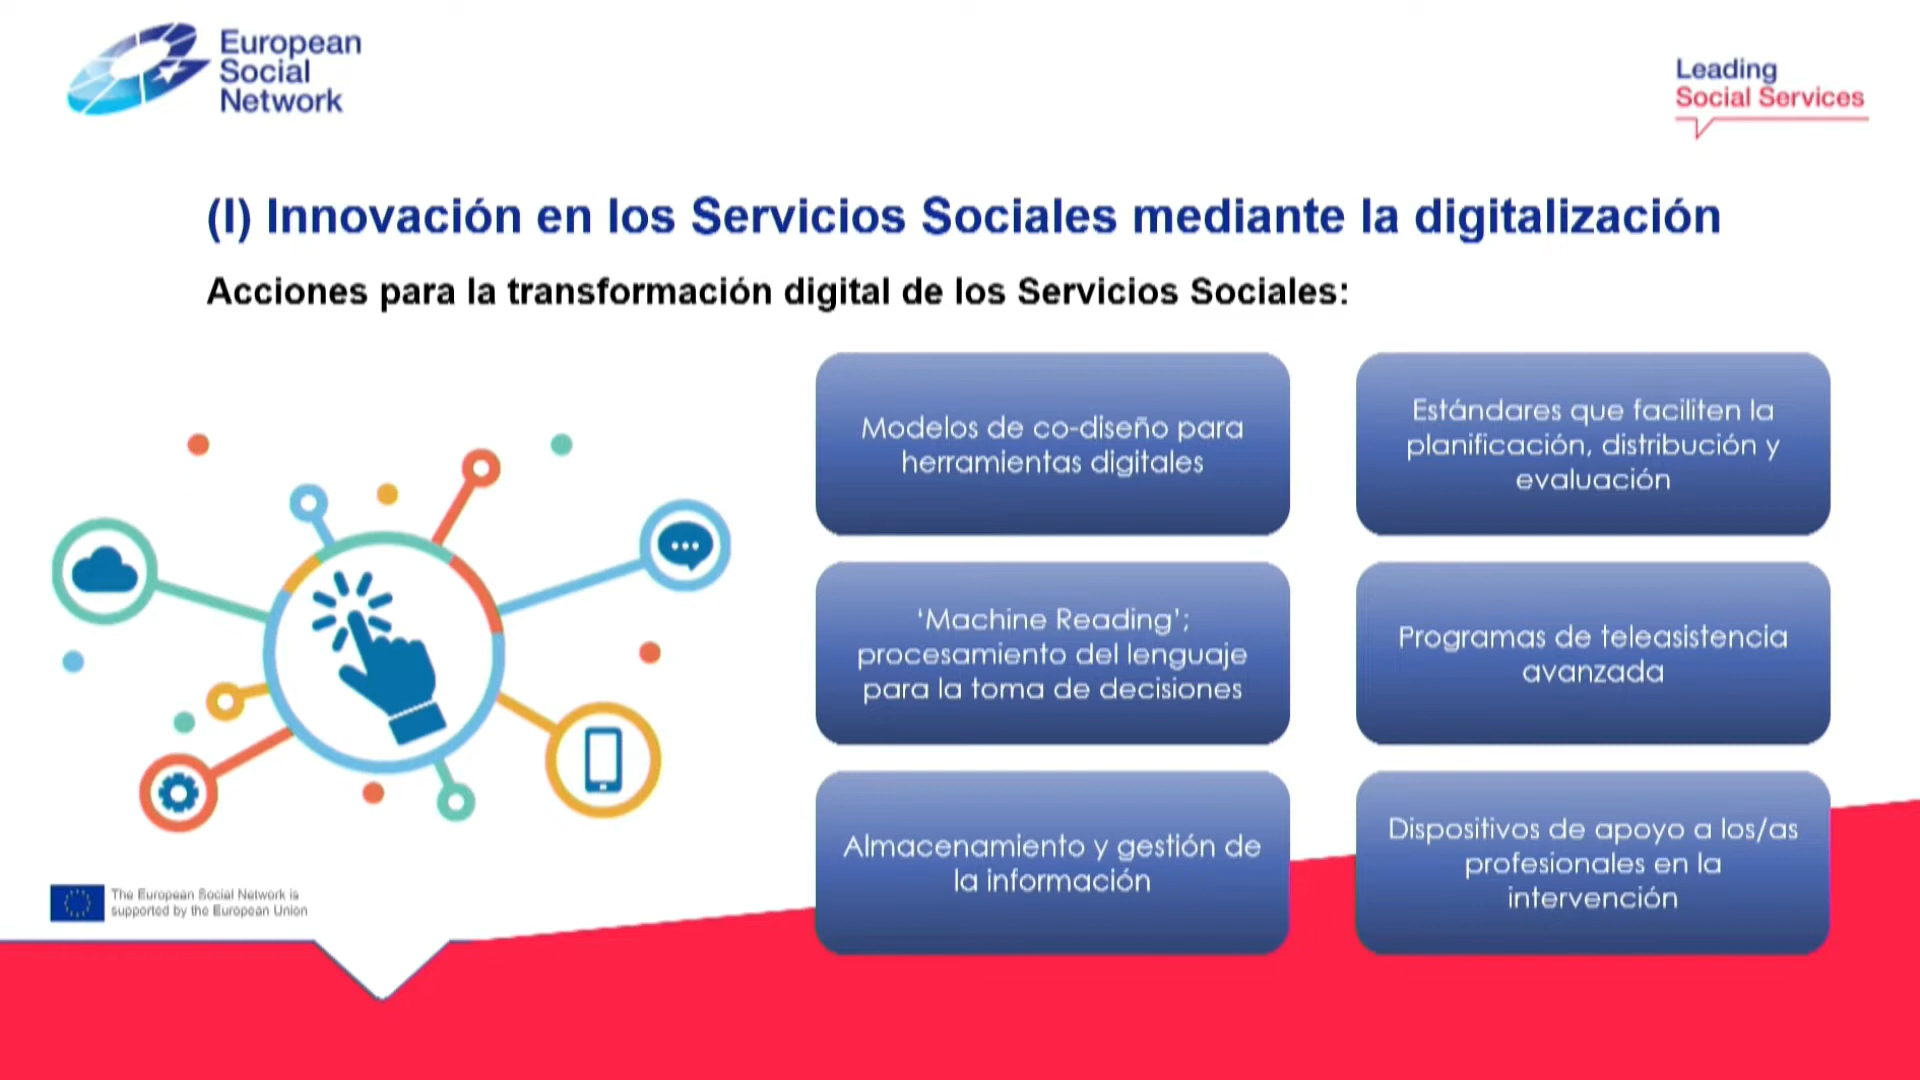 European
Social
Network
Leading
Social Services
(I) Innovación en los Servicios Sociales mediante la digitalización
Acciones para la transformación digital de los Servicios Sociales:
Modelos de co-diseño para
herramientas digitales
Estándares que faciliten la
planificación, distribución y
evaluación
‘Machine Reading’;
procesamiento del lenguaje
para la toma de decisiones
Programas de teleasistencia
avanzada
Almacenamiento y gestión de
la información
Dispositivos de apoyo a los/as
profesionales en la
intervención
The European Social Network is
supported by the European Union